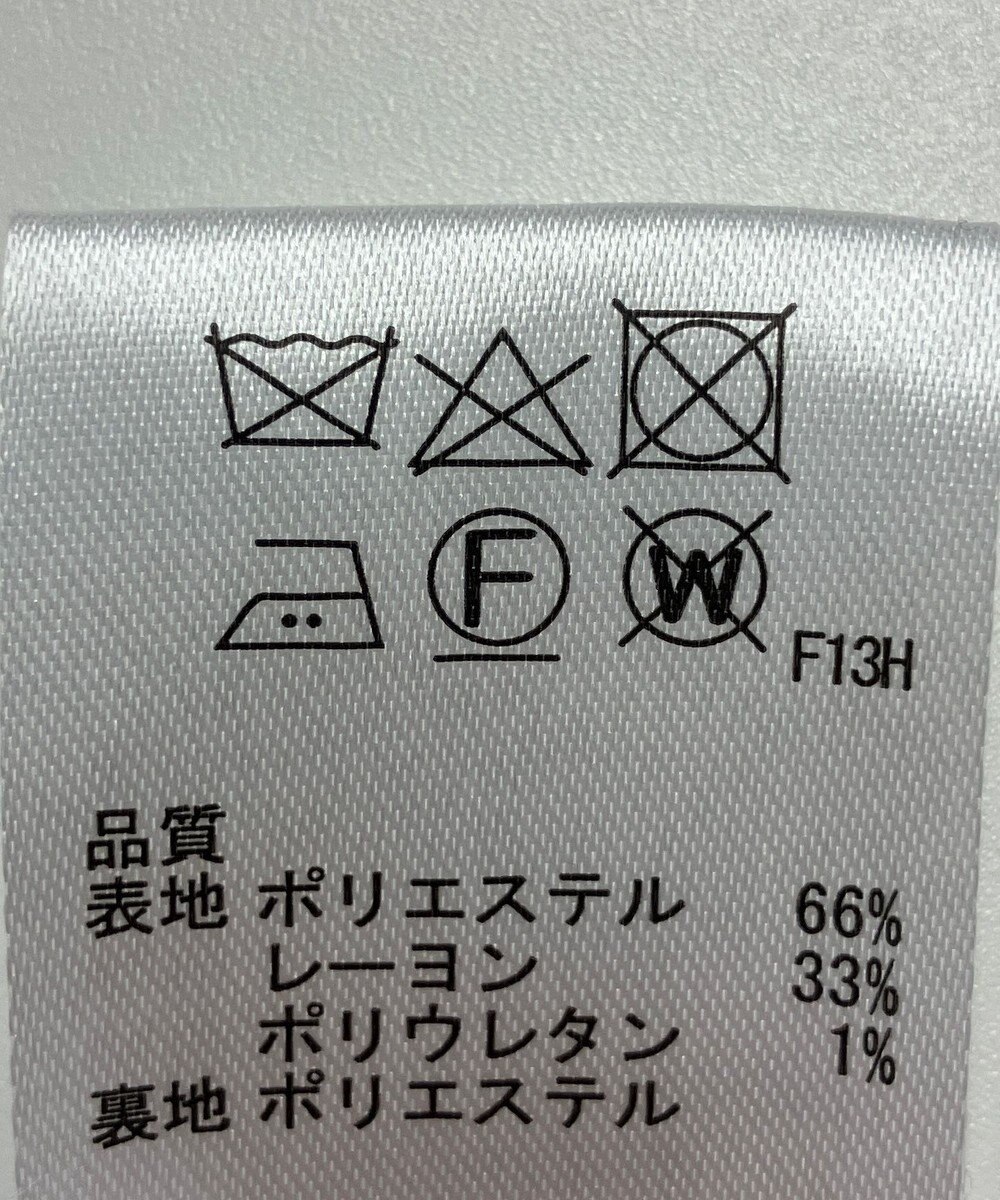 F W F13H
品質
表地 ポリエステル 66%
レーヨン 33%
ポリウレタン 1%
裏地 ポリエステル